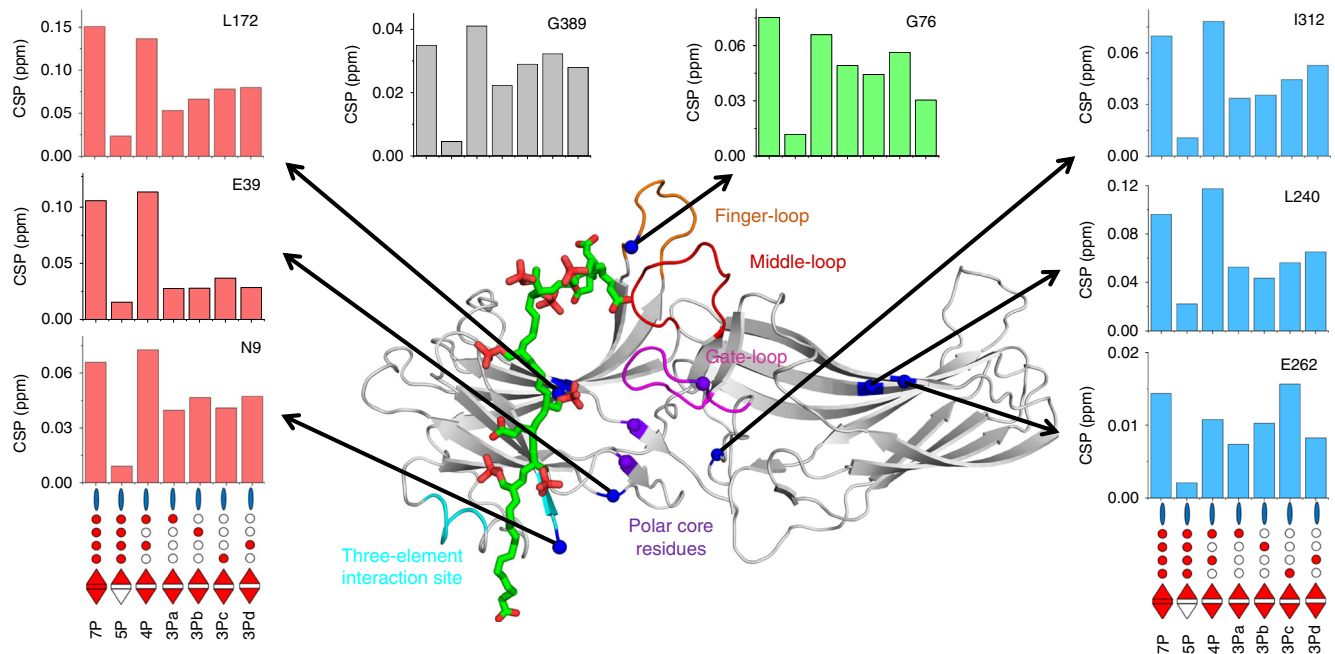 L172
CSP (ppm)
0.15
0.10
0.05
0.00
G389
CSP (ppm)
0.04
0.02
0.00
G76
CSP (ppm)
0.06
0.03
0.00
I312
CSP (ppm)
0.06
0.03
0.00
E39
CSP (ppm)
0.10
0.05
0.00
Finger-loop
Middle-loop
Gate-loop
L240
CSP (ppm)
0.12
0.08
0.04
0.00
N9
CSP (ppm)
0.06
0.03
0.00
E262
CSP (ppm)
0.02
0.01
0.00
Three-element
interaction site
Polar core
residues
7P
5P
4P
3Pa
3Pb
3Pc
3Pd
7P
5P
4P
3Pa
3Pb
3Pc
3Pd